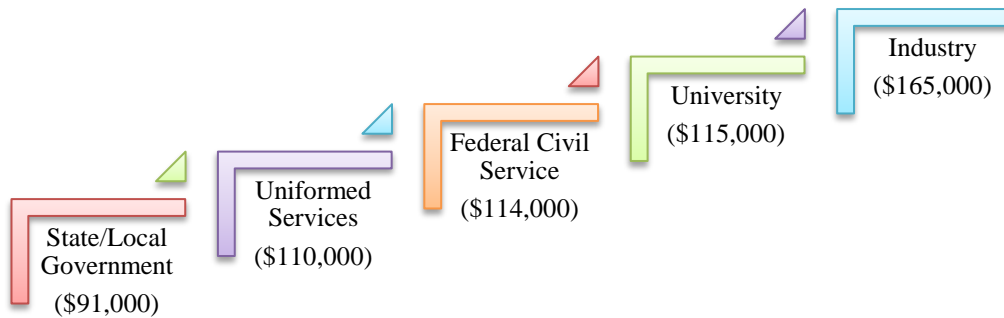 State/Local
Government
($91,000)
Uniformed
Services
($110,000)
Federal Civil
Service
($114,000)
University
($115,000)
Industry
($165,000)